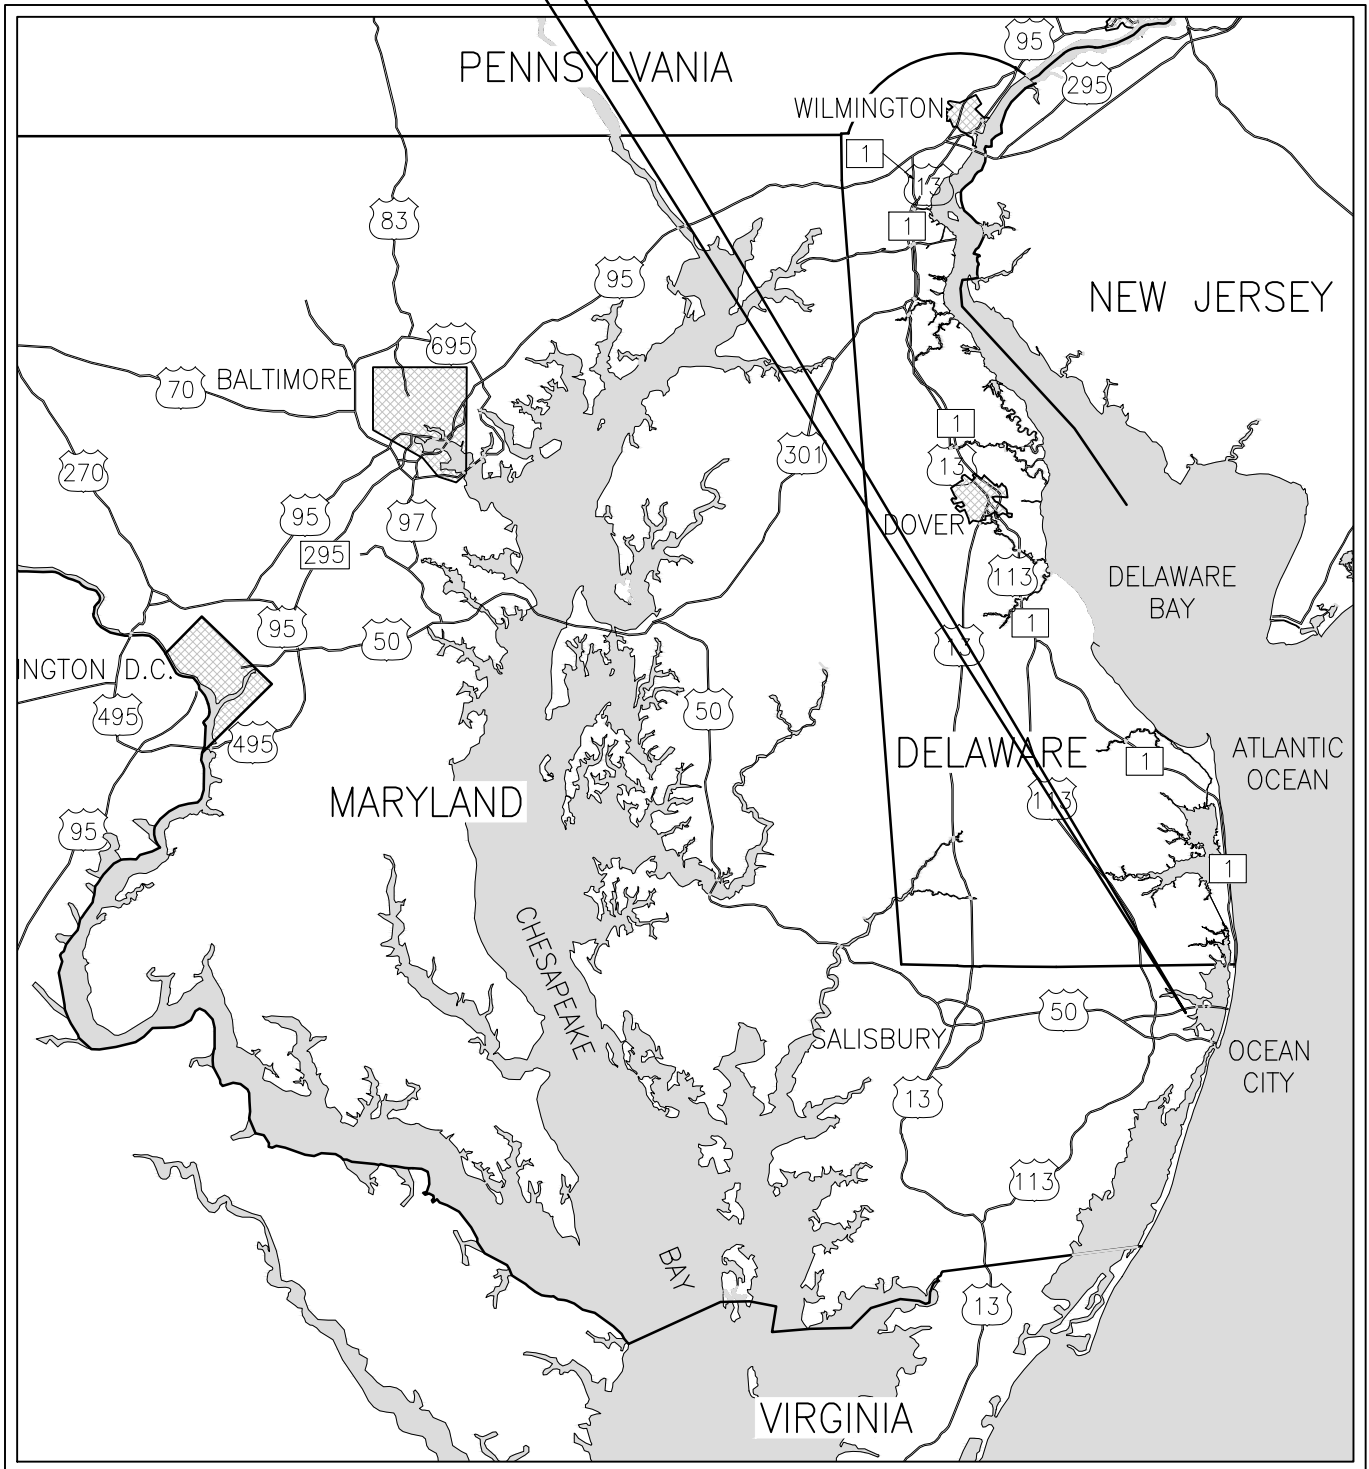 95
PENNSYLVANIA
295
WILMINGTON
1
13
83
1
95
NEW JERSEY
695
70
BALTIMORE
1
301
13
270
95
97
DOVER
295
113
DELAWARE
BAY
95
50
1
13
INGTON D.C.
495
50
495
DELAWARE
ATLANTIC
OCEAN
1
MARYLAND
113
95
1
CHESAPEAKE
50
SALISBURY
OCEAN
CITY
13
113
BAY
13
VIRGINIA